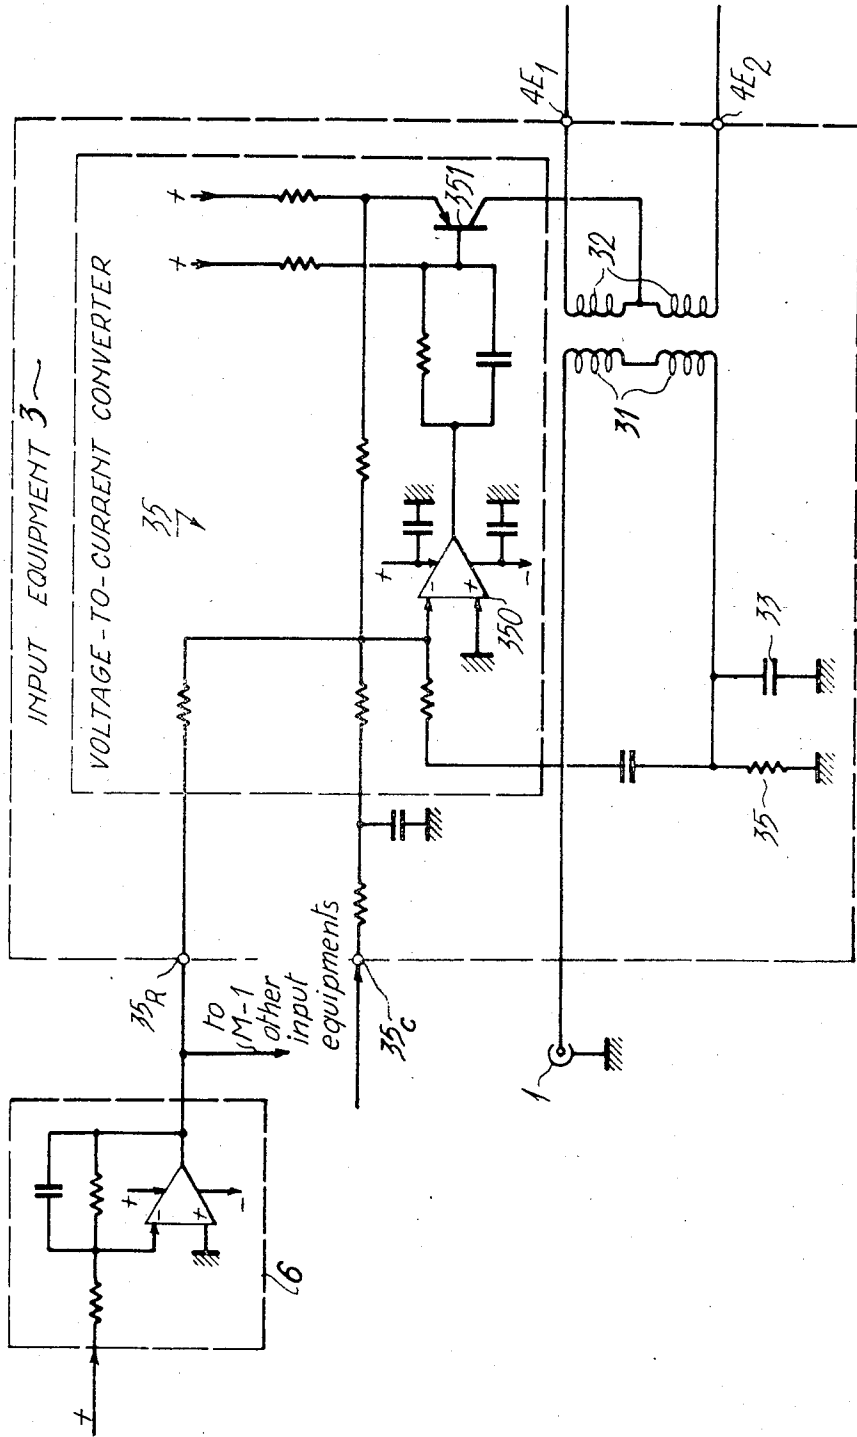 INPUT EQUIPMENT 3
VOLTAGE-TO-CURRENT CONVERTER
35
+
+
351
+
-
-
+
350
4E1
4E2
32
31
33
35
35R
to
M-1
other
input
equipments
35C
1
+
+
-
-
+
6